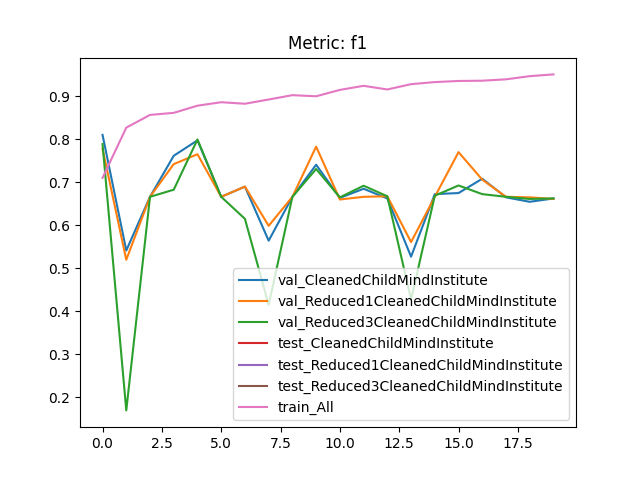 Metric: f1
0.9
0.8
0.7
0.6
0.5
0.4
0.3
0.2
val_CleanedChildMindInstitute
val_Reduced1CleanedChildMindInstitute
val_Reduced3CleanedChildMindInstitute
test_CleanedChildMindInstitute
test_Reduced1CleanedChildMindInstitute
test_Reduced3CleanedChildMindInstitute
train_All
0.0 2.5 5.0 7.5 10.0 12.5 15.0 17.5